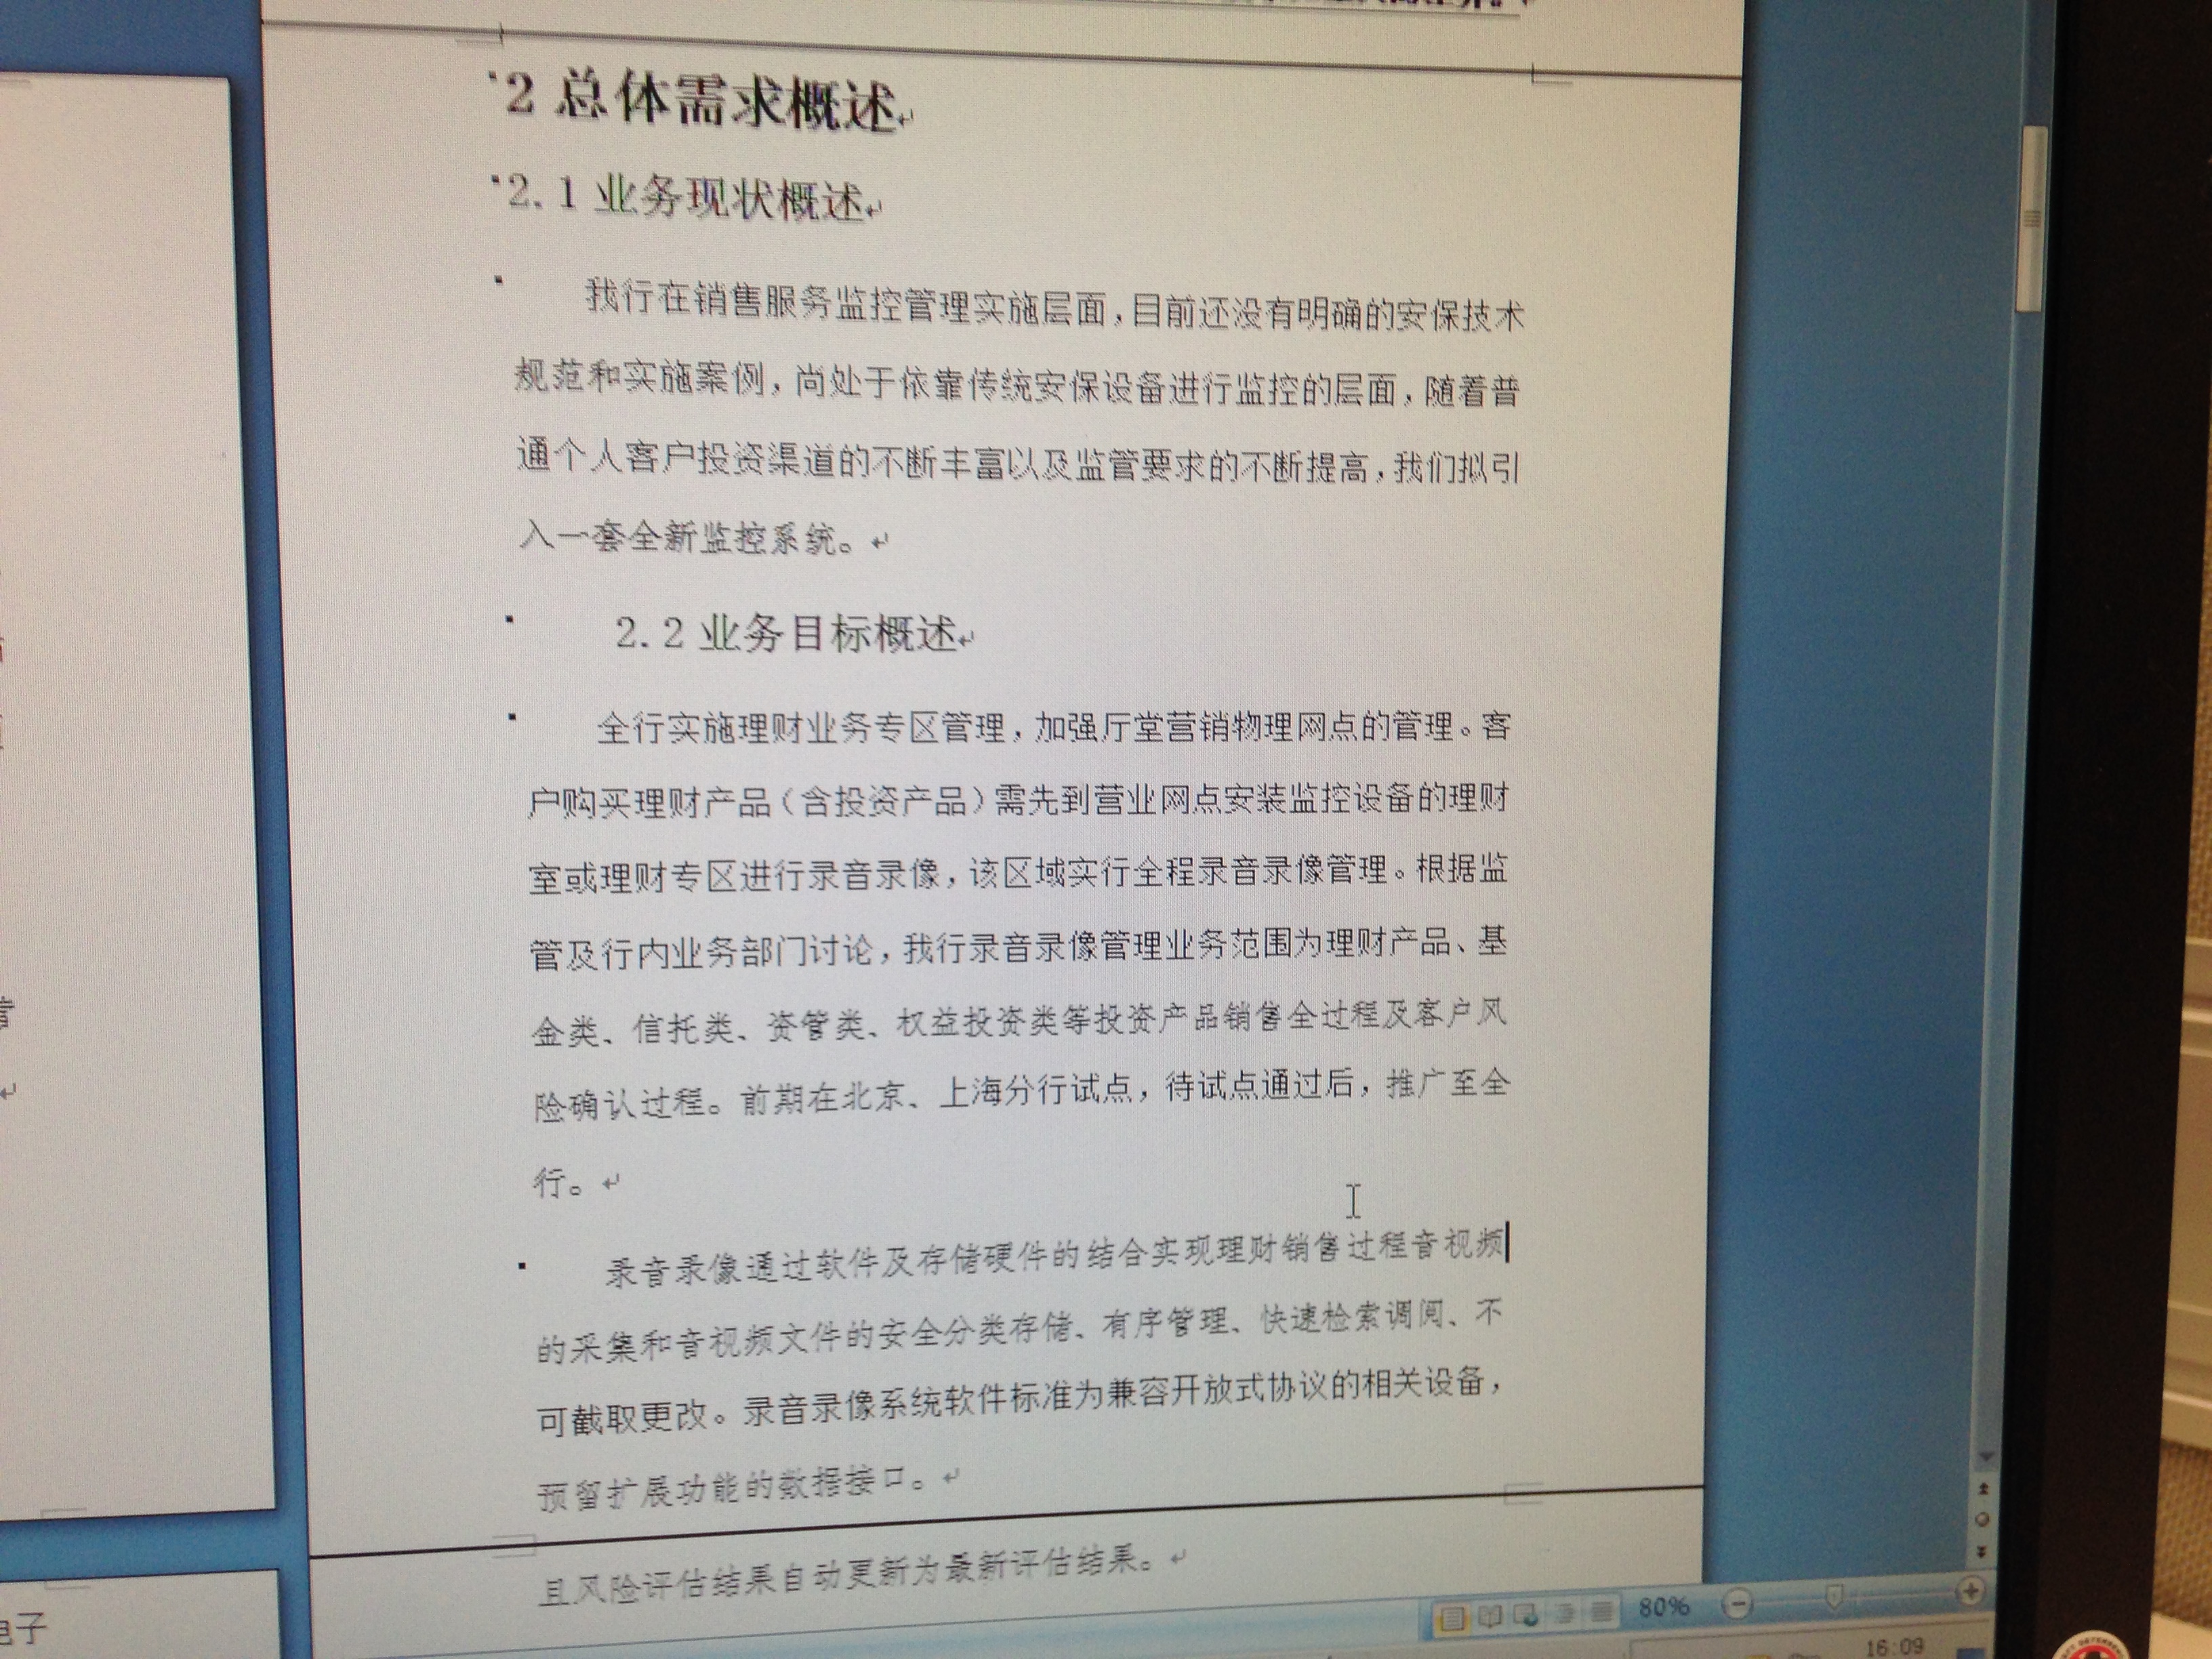 2 总体需求概述
2.1 业务现状概述
我行在销售服务监控管理实施层面，目前还没有明确的安保技术
规范和实施案例，尚处于依靠传统安保设备进行监控的层面，随着普
通个人客户投资渠道的不断丰富以及监管要求的不断提高，我们拟引
入一套全新监控系统。
2.2 业务目标概述
全行实施理财业务专区管理，加强厅堂营销物理网点的管理。客
户购买理财产品（含投资产品）需先到营业网点安装监控设备的理财
室或理财专区进行录音录像，该区域实行全程录音录像管理。根据监
管及行内业务部门讨论，我行录音录像管理业务范围为理财产品、基
金类、信托类、资管类、权益投资类等投资产品销售全过程及客户风
险确认过程。前期在北京、上海分行试点，待试点通过后，推广至全
行。
录音录像通过软件及存储硬件的结合实现理财销售过程音视频
的采集和音视频文件的安全分类存储、有序管理、快速检索调阅、不
可截取更改。录音录像系统软件标准为兼容开放式协议的相关设备，
预留扩展功能的数据接口。
且风险评估结果自动更新为最新评估结果。
电子
80%
16:09